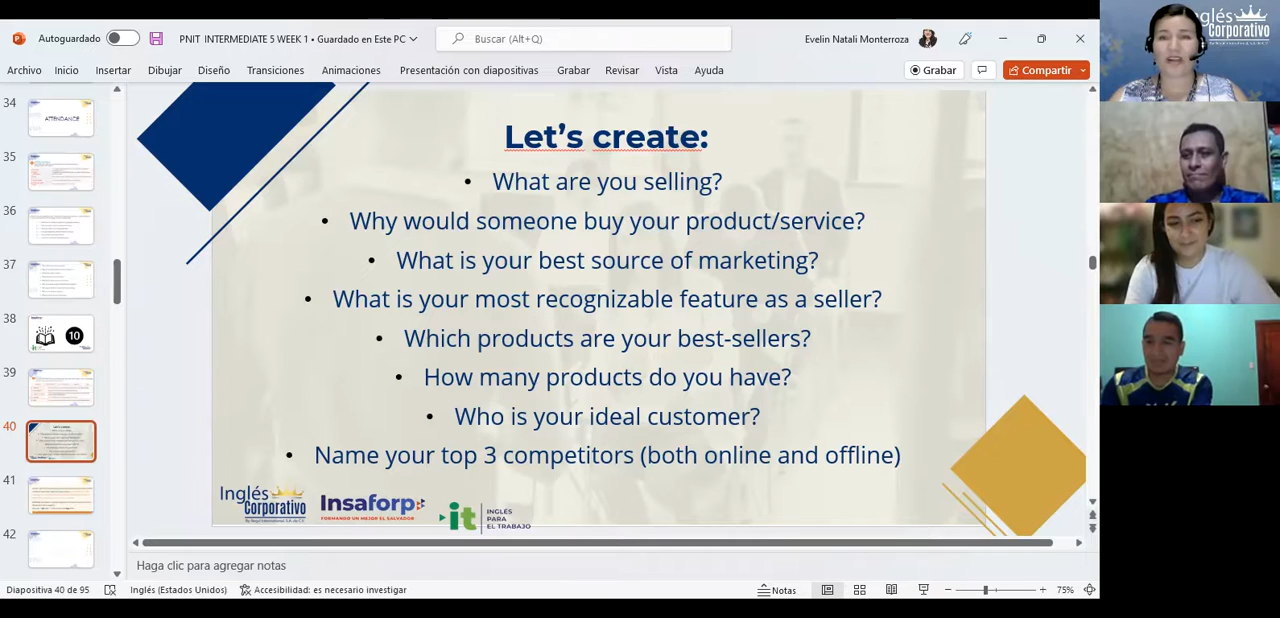 Autoguardado
PNIT INTERMEDIATE 5 WEEK 1 • Guardado en Este PC
Buscar (Alt+Q)
Evelin Natali Monterroza
Archivo Inicio Insertar Dibujar Diseño Transiciones Animaciones Presentación con diapositivas Grabar Revisar Vista Ayuda
Grabar
Compartir
34
ATTENDANCE
35
36
37
38
10
39
40
41
42
Let's create:
• What are you selling?
• Why would someone buy your product/service?
• What is your best source of marketing?
• What is your most recognizable feature as a seller?
• Which products are your best-sellers?
• How many products do you have?
• Who is your ideal customer?
• Name your top 3 competitors (both online and offline)
Inglés
Corporativo
Insaforp
FORMANDO UN MEJOR EL SALVADOR
it
INGLÉS
PARA
EL TRABAJO
Haga clic para agregar notas
Diapositiva 40 de 95
Inglés (Estados Unidos)
Accesibilidad: es necesario investigar
Notas
75%
glés
Corporativo